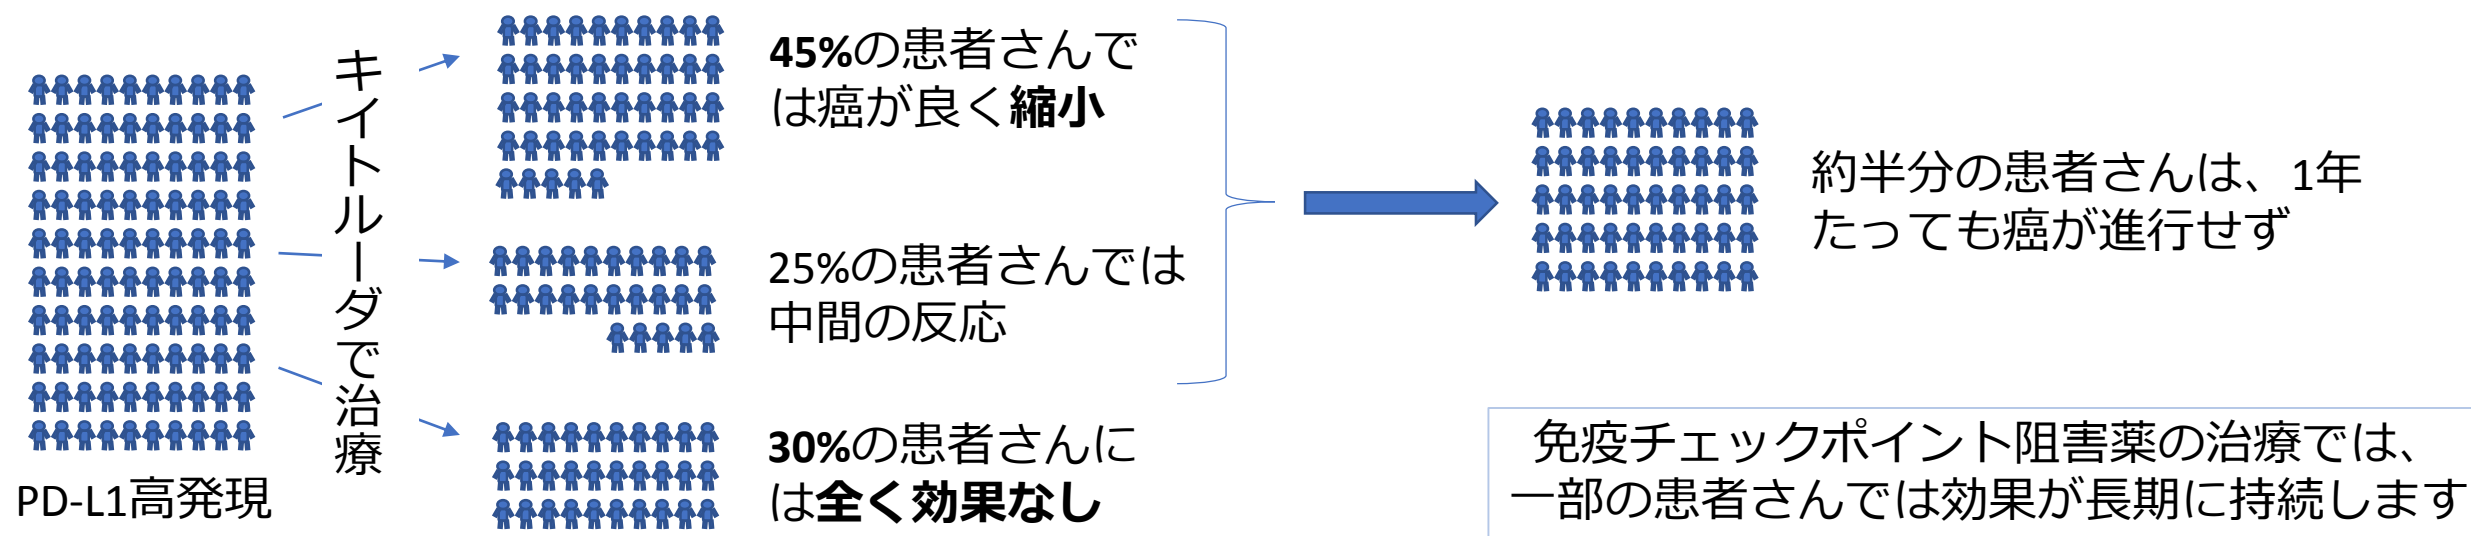 PD-L1高発現
キイトルーダで治療
45%の患者さんで
は癌が良く縮小
25%の患者さんでは
中間の反応
30%の患者さんに
は全く効果なし
約半分の患者さんは、1年
たっても癌が進行せず
免疫チェックポイント阻害薬の治療では、
一部の患者さんでは効果が長期に持続します